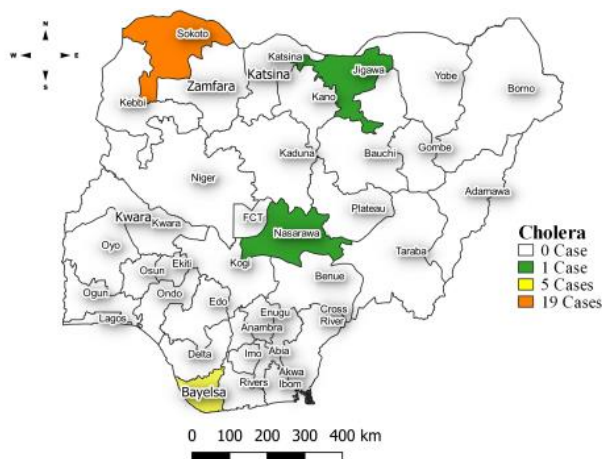 N
W E
S
Sokoto
Katsina
Jigawa
Yobe
Borno
Zamfara
Katsina
Kano
Kebbi
Kaduna
Bauchi
Gombe
Adamawa
Niger
Plateau
FCT
Nasarawa
Taraba
Kwara
Kwara
Oyo
Ekiti
Kogi
Benue
Osun
Ogun
Ondo
Edo
Lagos
Enugu
Anambra
Cross
River
Delta
Imo
Abia
Bayelsa
Rivers
Akwa
Ibom
Cholera
0 Case
1 Case
5 Cases
19 Cases
0 100 200 300 400 km